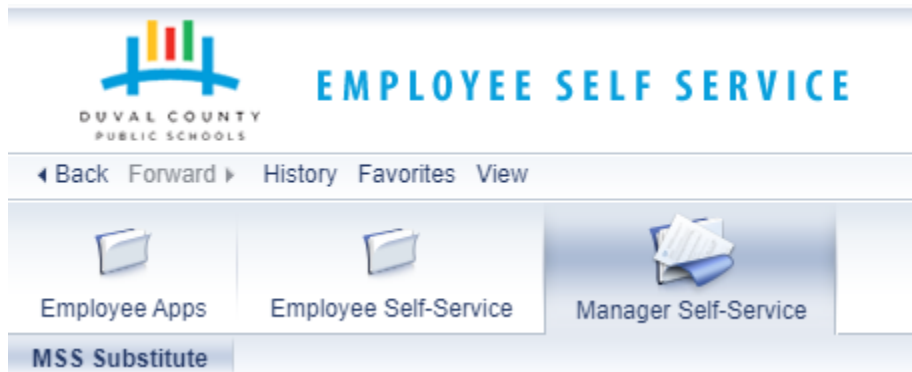 DUVAL COUNTY
PUBLIC SCHOOLS
EMPLOYEE SELF SERVICE
Back Forward History Favorites View
Employee Apps Employee Self-Service Manager Self-Service
MSS Substitute